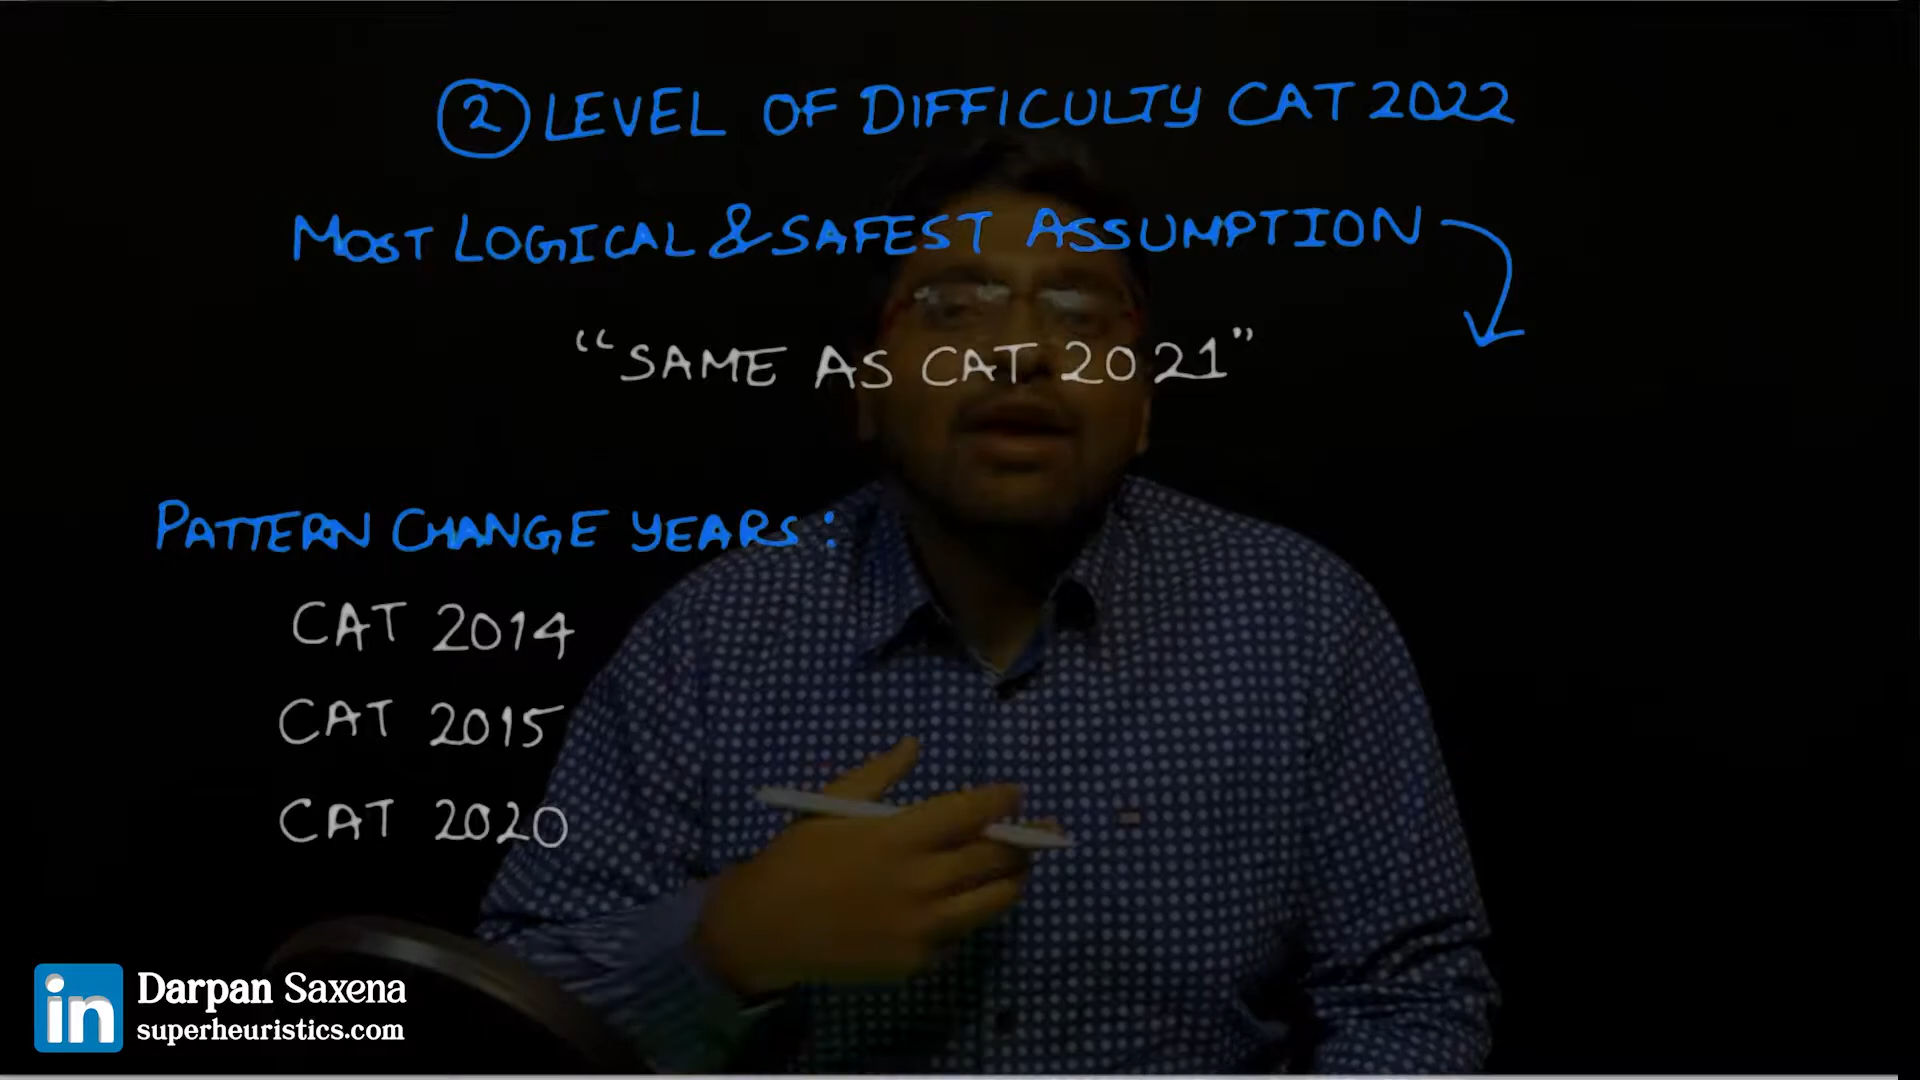 2 LEVEL OF DIFFICULTY CAT 2022
MOST LOGICAL & SAFEST ASSUMPTION
“SAME AS CAT 2021”
PATTERN CHANGE YEARS:
CAT 2014
CAT 2015
CAT 2020
in Darpan Saxena
superheuristics.com